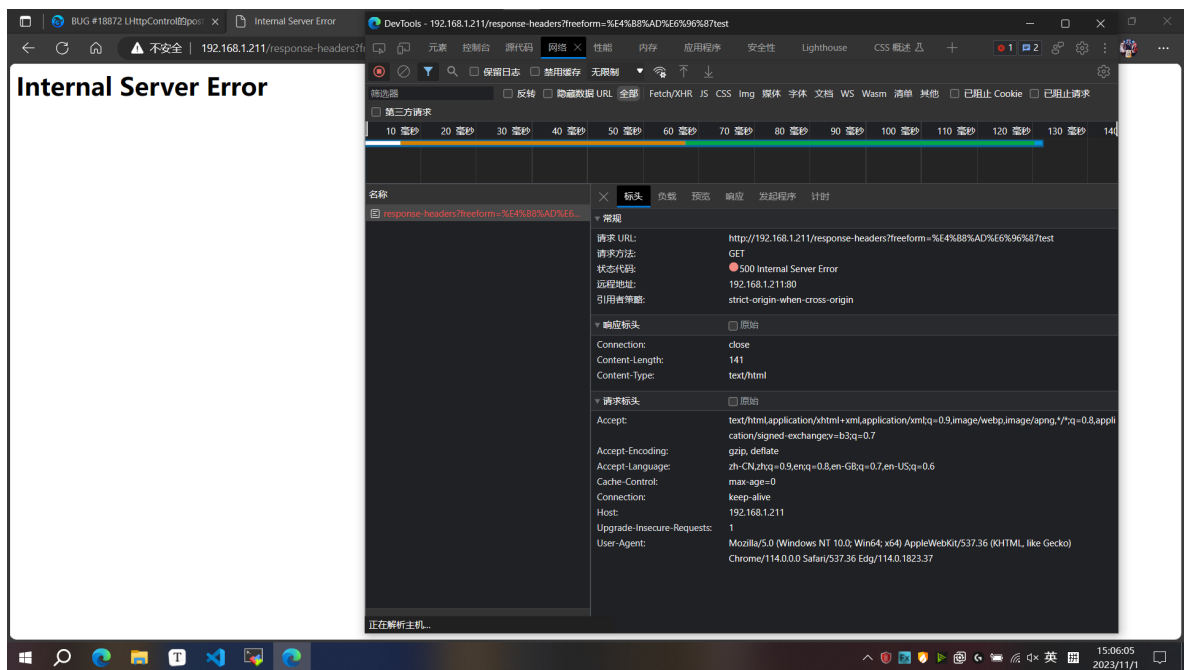 BUG #18872 LHttpControl的pos
Internal Server Error
DevTools - 192.168.1.211/response-headers?freeform=%E4%B8%AD%E6%96%87test
不安全 | 192.168.1.211/response-headers?f
元素 控制台 源代码 网络 性能 内存 应用程序 安全性 Lighthouse CSS 概述 1 2
Internal Server Error
保留日志 禁用缓存 无限制
筛选器 反转 隐藏数据 URL 全部 Fetch/XHR JS CSS Img 媒体 字体 文档 WS Wasm 清单 其他 已阻止 Cookie 已阻止请求
第三方请求
10 毫秒 20 毫秒 30 毫秒 40 毫秒 50 毫秒 60 毫秒 70 毫秒 80 毫秒 90 毫秒 100 毫秒 110 毫秒 120 毫秒 130 毫秒 140
名称
response-headers?freeform=%E4%B8%AD%E6...
标头 负载 预览 响应 发起程序 计时
常规
请求 URL: http://192.168.1.211/response-headers?freeform=%E4%B8%AD%E6%96%87test
请求方法: GET
状态代码: 500 Internal Server Error
远程地址: 192.168.1.211:80
引用者策略: strict-origin-when-cross-origin
响应标头 原始
Connection: close
Content-Length: 141
Content-Type: text/html
请求标头 原始
Accept: text/html,application/xhtml+xml,application/xml;q=0.9,image/webp,image/apng,*/*;q=0.8,appli
cation/signed-exchange;v=b3;q=0.7
Accept-Encoding: gzip, deflate
Accept-Language: zh-CN,zh;q=0.9,en;q=0.8,en-GB;q=0.7,en-US;q=0.6
Cache-Control: max-age=0
Connection: keep-alive
Host: 192.168.1.211
Upgrade-Insecure-Requests: 1
User-Agent: Mozilla/5.0 (Windows NT 10.0; Win64; x64) AppleWebKit/537.36 (KHTML, like Gecko)
Chrome/114.0.0.0 Safari/537.36 Edg/114.0.1823.37
正在解析主机...
英 拼
15:06:05
2023/11/1